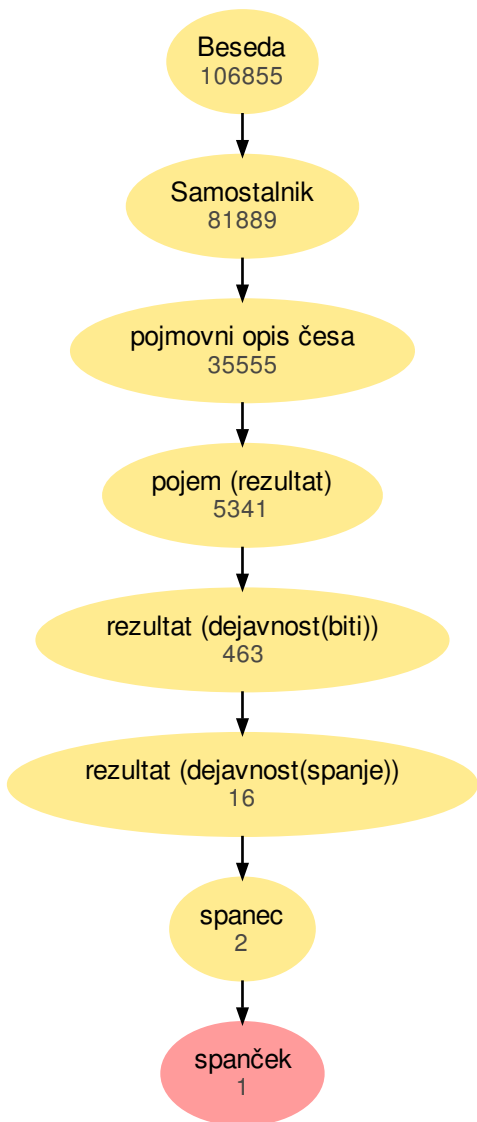 Beseda
106855
Samostalnik
81889
pojmovni opis česa
35555
pojem (rezultat)
5341
rezultat (dejavnost(biti))
463
rezultat (dejavnost(spanje))
16
spanec
2
spanček
1